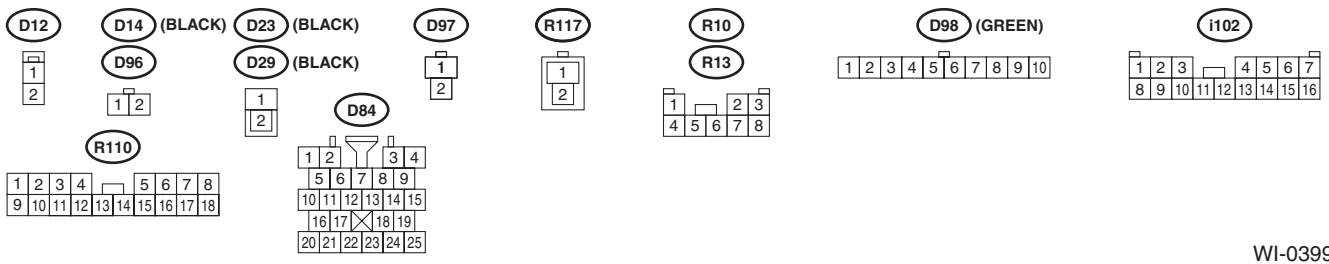 D12 D14 (BLACK) D23 (BLACK) D97 R117 R10 D98 (GREEN) i102
D96 D29 (BLACK) R13
1
2
1 2
1
2
1
2
1
2
1 2 3
4 5 6 7 8
1 2 3 4 5 6 7 8 9 10
1 2 3 4 5 6 7
8 9 10 11 12 13 14 15 16
R110
1 2 3 4 5 6 7 8
9 10 11 12 13 14 15 16 17 18
D84
1 2 3 4
5 6 7 8 9
10 11 12 13 14 15
16 17 18 19
20 21 22 23 24 25
WI-0399